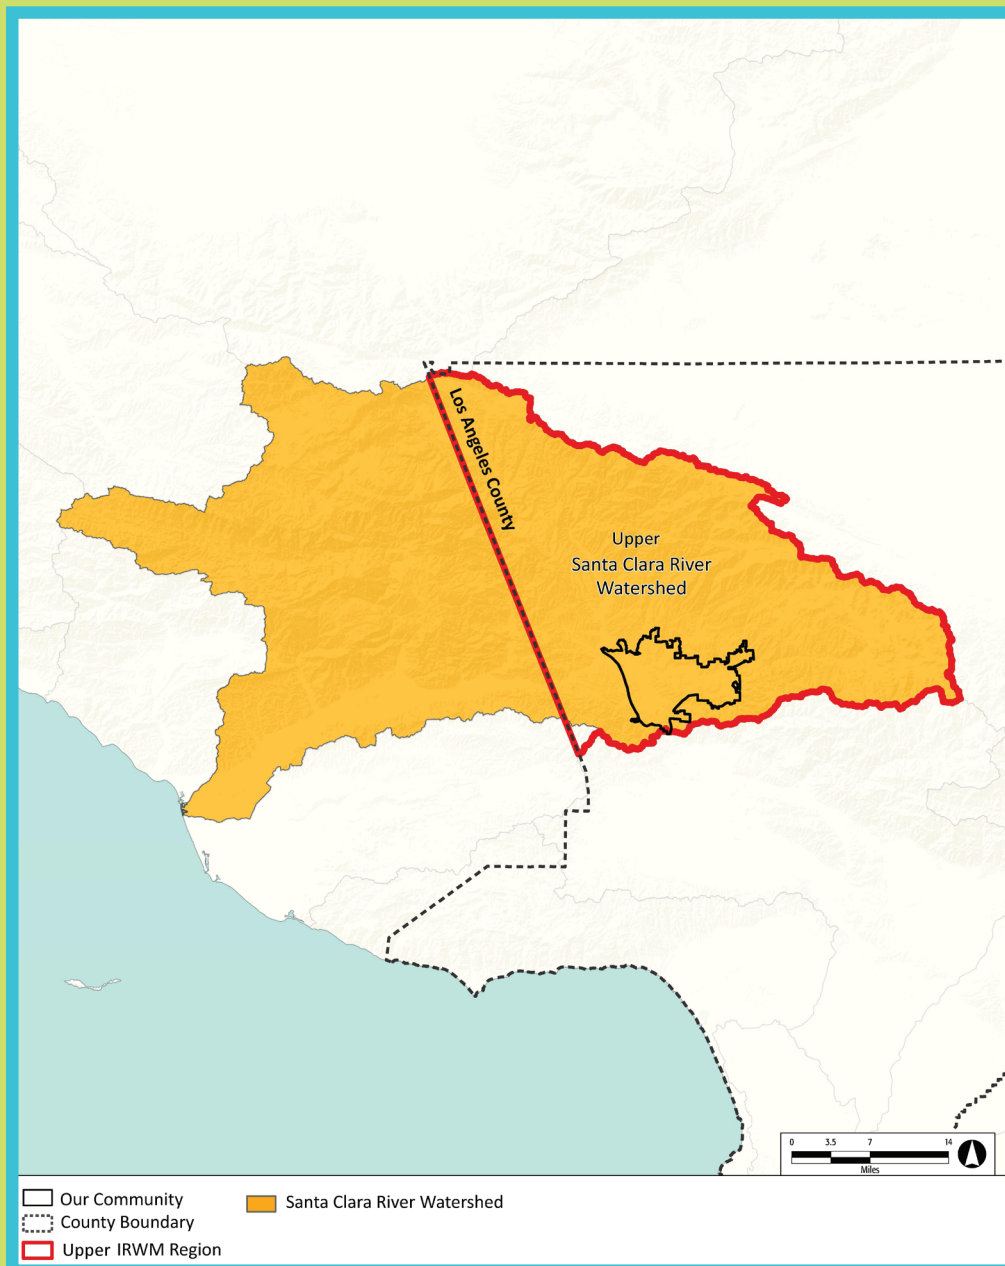 Los Angeles County
Upper
Santa Clara River
Watershed
0 3.5 7 14
Miles
Our Community
County Boundary
Upper IRWM Region
Santa Clara River Watershed